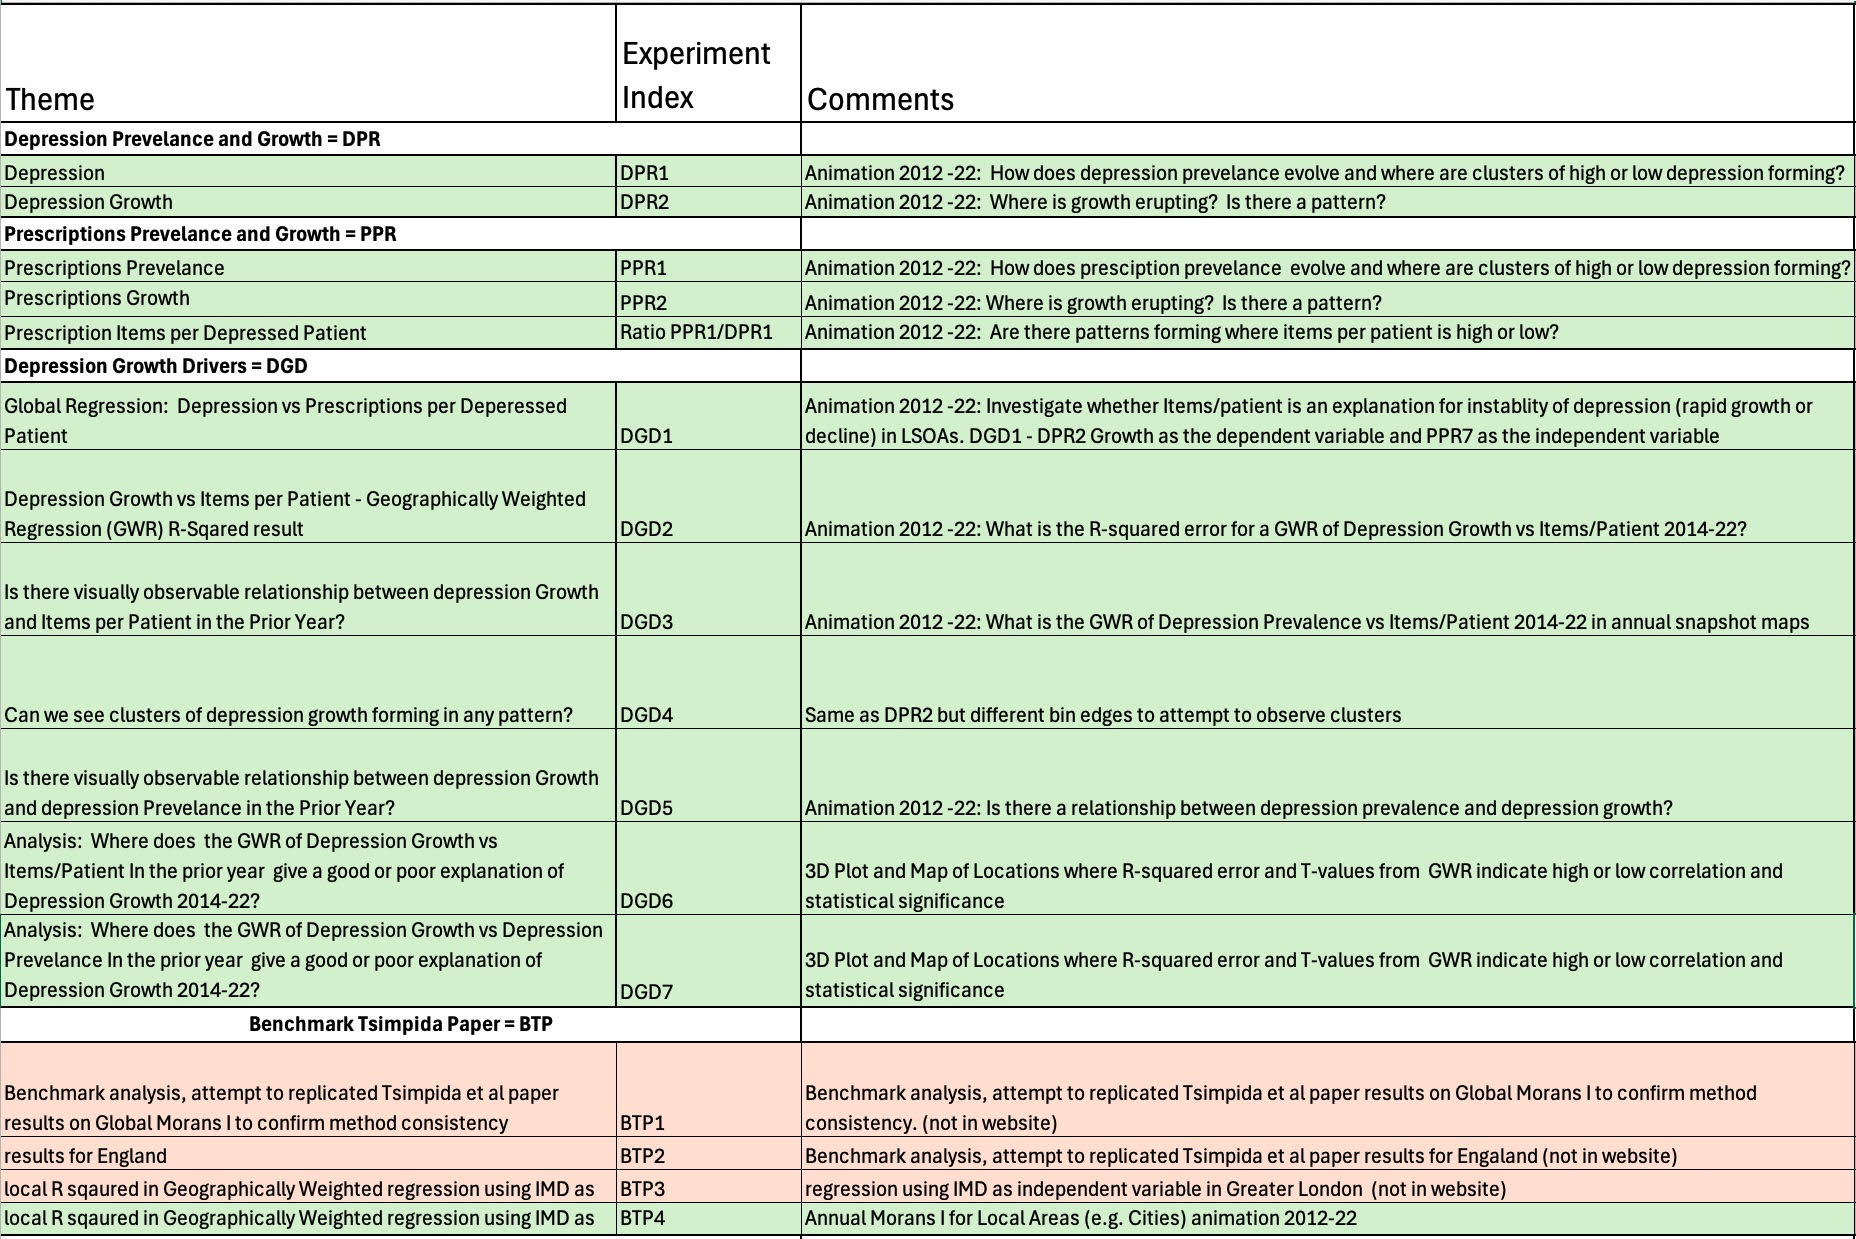 Theme
Experiment
Index
Comments
Depression Prevelance and Growth = DPR
Depression
DPR1
Animation 2012 -22:  How does depression prevelance evolve and where are clusters of high or low depression forming?
Depression Growth
DPR2
Animation 2012 -22:  Where is growth erupting?  Is there a pattern?
Prescriptions Prevelance and Growth = PPR
Prescriptions Prevelance
PPR1
Animation 2012 -22:  How does presciption prevelance  evolve and where are clusters of high or low depression forming?
Prescriptions Growth
PPR2
Animation 2012 -22: Where is growth erupting?  Is there a pattern?
Prescription Items per Depressed Patient
Ratio PPR1/DPR1
Animation 2012 -22:  Are there patterns forming where items per patient is high or low?
Depression Growth Drivers = DGD
Global Regression:  Depression vs Prescriptions per Deperessed
Patient
DGD1
Animation 2012 -22: Investigate whether Items/patient is an explanation for instablity of depression (rapid growth or
decline) in LSOAs. DGD1 - DPR2 Growth as the dependent variable and PPR7 as the independent variable
Depression Growth vs Items per Patient - Geographically Weighted
Regression (GWR) R-Sqared result
DGD2
Animation 2012 -22: What is the R-squared error for a GWR of Depression Growth vs Items/Patient 2014-22?
Is there visually observable relationship between depression Growth
and Items per Patient in the Prior Year?
DGD3
Animation 2012 -22: What is the GWR of Depression Prevalence vs Items/Patient 2014-22 in annual snapshot maps
Can we see clusters of depression growth forming in any pattern?
DGD4
Same as DPR2 but different bin edges to attempt to observe clusters
Is there visually observable relationship between depression Growth
and depression Prevelance in the Prior Year?
DGD5
Animation 2012 -22: Is there a relationship between depression prevalence and depression growth?
Analysis:  Where does  the GWR of Depression Growth vs
Items/Patient In the prior year  give a good or poor explanation of
Depression Growth 2014-22?
DGD6
3D Plot and Map of Locations where R-squared error and T-values from  GWR indicate high or low correlation and
statistical significance
Analysis:  Where does  the GWR of Depression Growth vs Depression
Prevelance In the prior year  give a good or poor explanation of
Depression Growth 2014-22?
DGD7
3D Plot and Map of Locations where R-squared error and T-values from  GWR indicate high or low correlation and
statistical significance
Benchmark Tsimpida Paper = BTP
Benchmark analysis, attempt to replicated Tsimpida et al paper
results on Global Morans I to confirm method consistency
BTP1
Benchmark analysis, attempt to replicated Tsimpida et al paper results on Global Morans I to confirm method
consistency. (not in website)
results for England
BTP2
Benchmark analysis, attempt to replicated Tsimpida et al paper results for Engaland (not in website)
local R sqaured in Geographically Weighted regression using IMD as
BTP3
regression using IMD as independent variable in Greater London  (not in website)
local R sqaured in Geographically Weighted regression using IMD as
BTP4
Annual Morans I for Local Areas (e.g. Cities) animation 2012-22